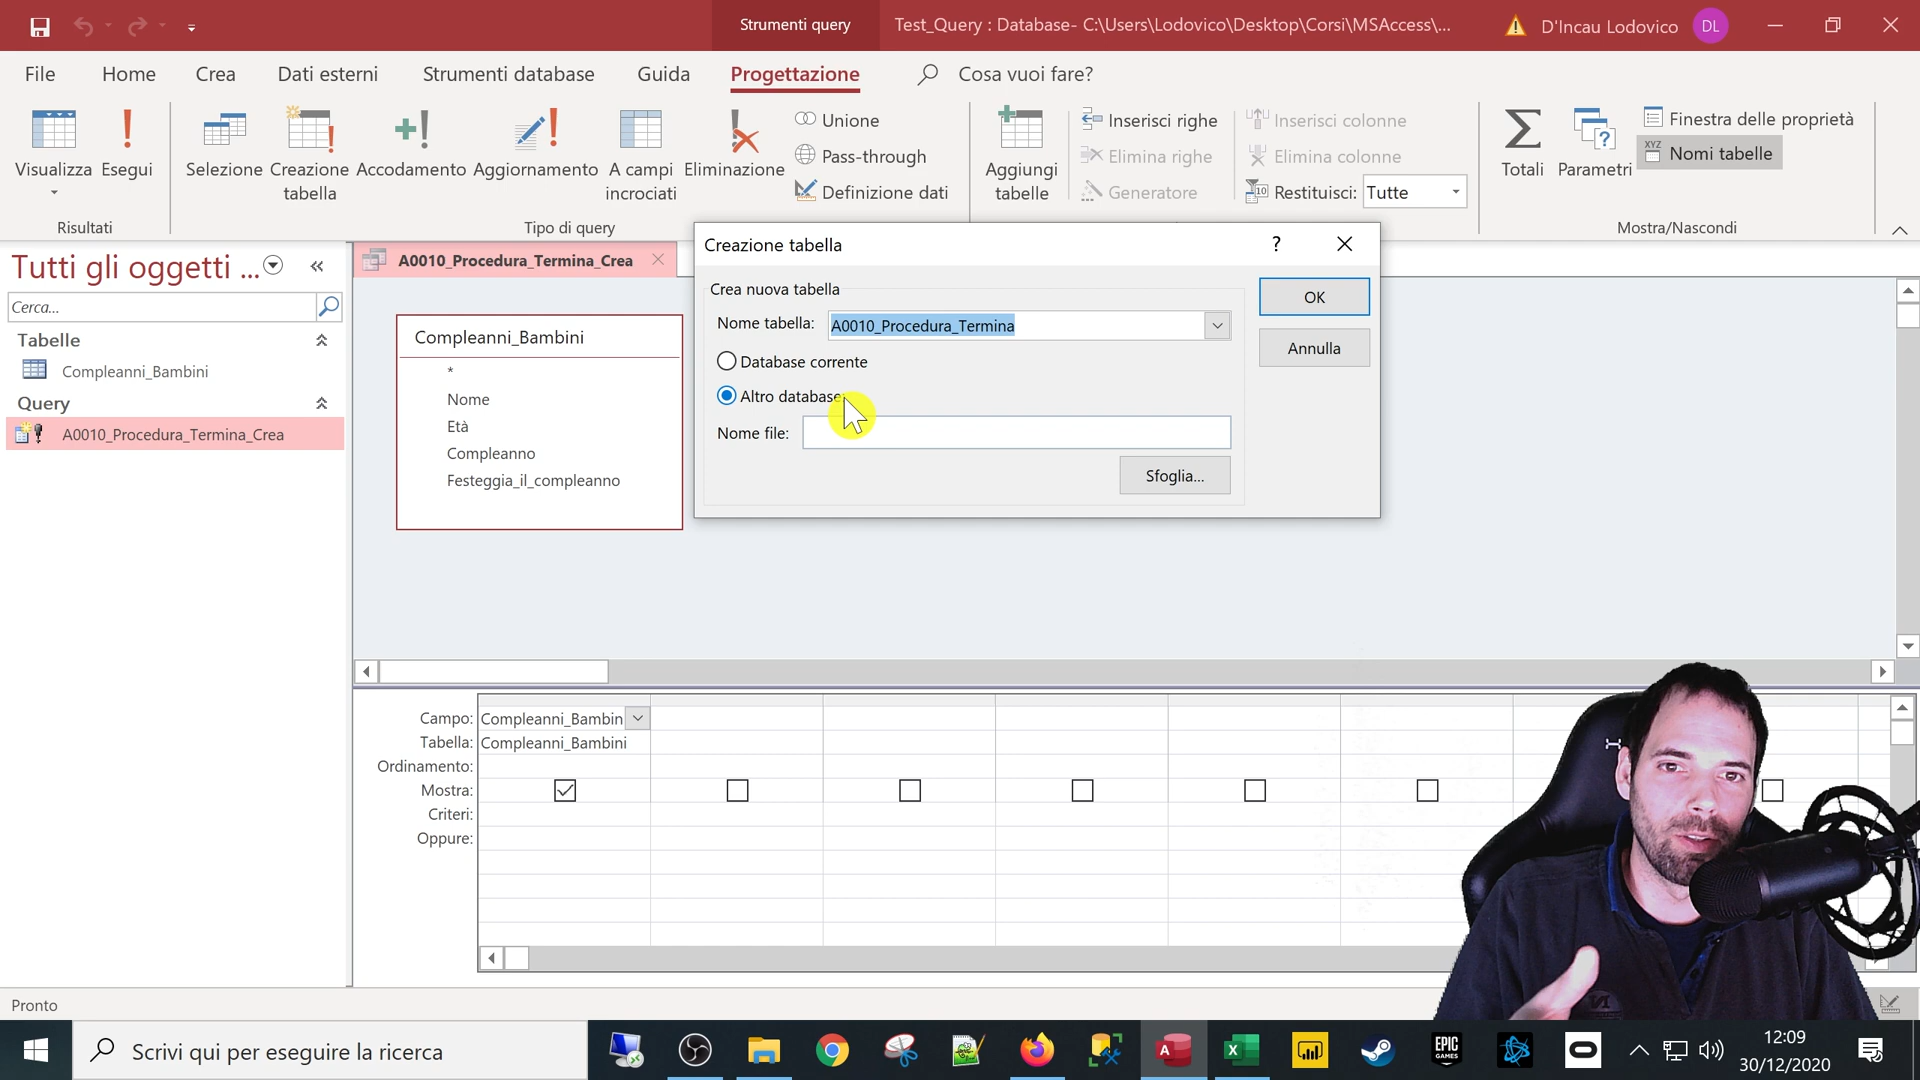 Strumenti query
Test_Query : Database- C:\Users\Lodovico\Desktop\Corsi\MSAccess\...
D'Incau Lodovico
DL
File
Home
Crea
Dati esterni
Strumenti database
Guida
Progettazione
Cosa vuoi fare?
Visualizza
Esegui
Selezione
Creazione
tabella
Accodamento
Aggiornamento
A campi
incrociati
Eliminazione
Unione
Pass-through
Definizione dati
Aggiungi
tabelle
Inserisci righe
Elimina righe
Generatore
Inserisci colonne
Elimina colonne
Restituisci: Tutte
Totali
Parametri
Finestra delle proprietà
XYZ Nomi tabelle
Risultati
Tipo di query
Mostra/Nascondi
Tutti gli oggetti ...
Cerca...
Tabelle
Compleanni_Bambini
Query
A0010_Procedura_Termina_Crea
A0010_Procedura_Termina_Crea
Compleanni_Bambini
*
Nome
Età
Compleanno
Festeggia_il_compleanno
Creazione tabella
?
Crea nuova tabella
Nome tabella: A0010_Procedura_Termina
Database corrente
Altro database:
Nome file:
Sfoglia...
OK
Annulla
Campo: Compleanni_Bambin
Tabella: Compleanni_Bambini
Ordinamento:
Mostra:
Criteri:
Oppure:
Pronto
Scrivi qui per eseguire la ricerca
EPIC
GAMES
12:09
30/12/2020